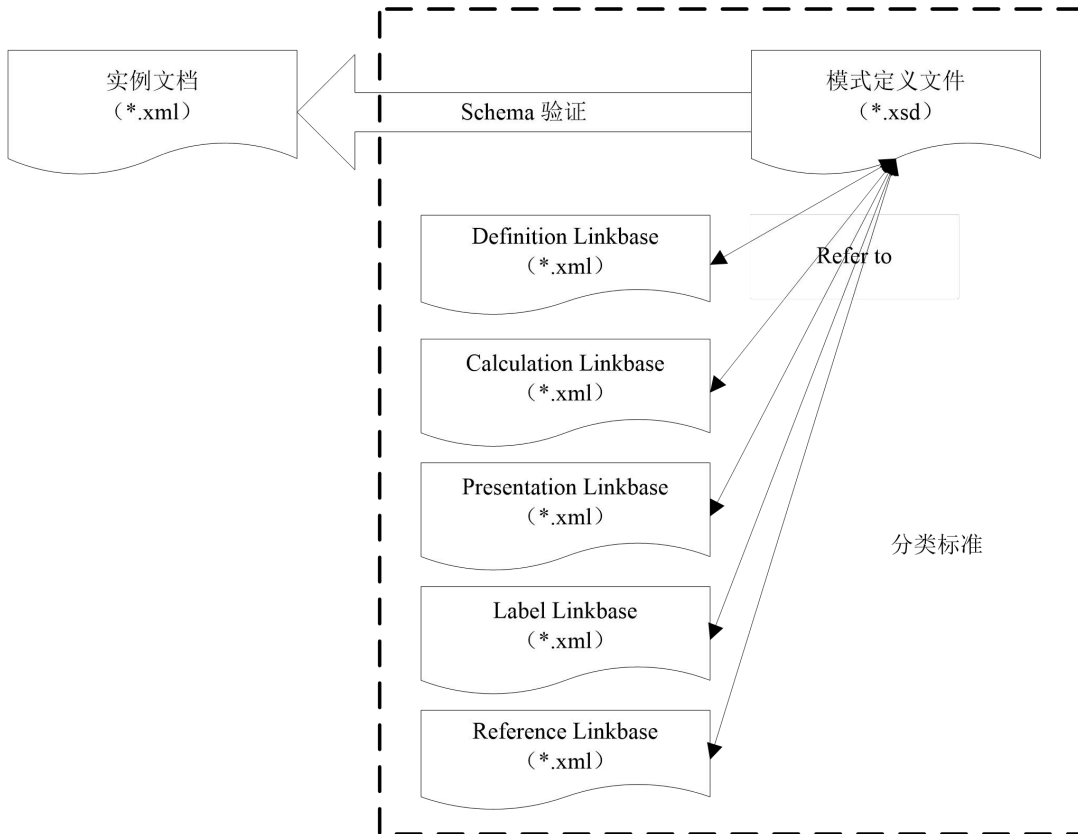 实例文档
（*.xml）
Schema 验证
模式定义文件
（*.xsd）
Definition Linkbase
（*.xml）
Refer to
Calculation Linkbase
（*.xml）
Presentation Linkbase
（*.xml）
分类标准
Label Linkbase
（*.xml）
Reference Linkbase
（*.xml）